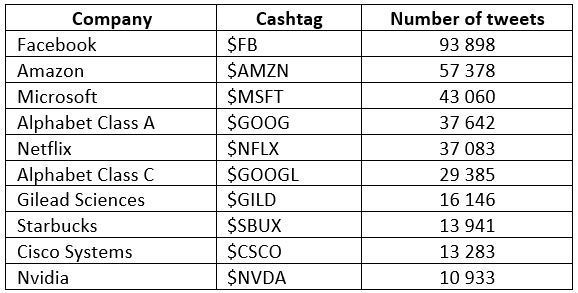 Company Cashtag Number of tweets
Facebook $FB 93 898
Amazon $AMZN 57 378
Microsoft $MSFT 43 060
Alphabet Class A $GOOG 37 642
Netflix $NFLX 37 083
Alphabet Class C $GOOGL 29 385
Gilead Sciences $GILD 16 146
Starbucks $SBUX 13 941
Cisco Systems $CSCO 13 283
Nvidia $NVDA 10 933